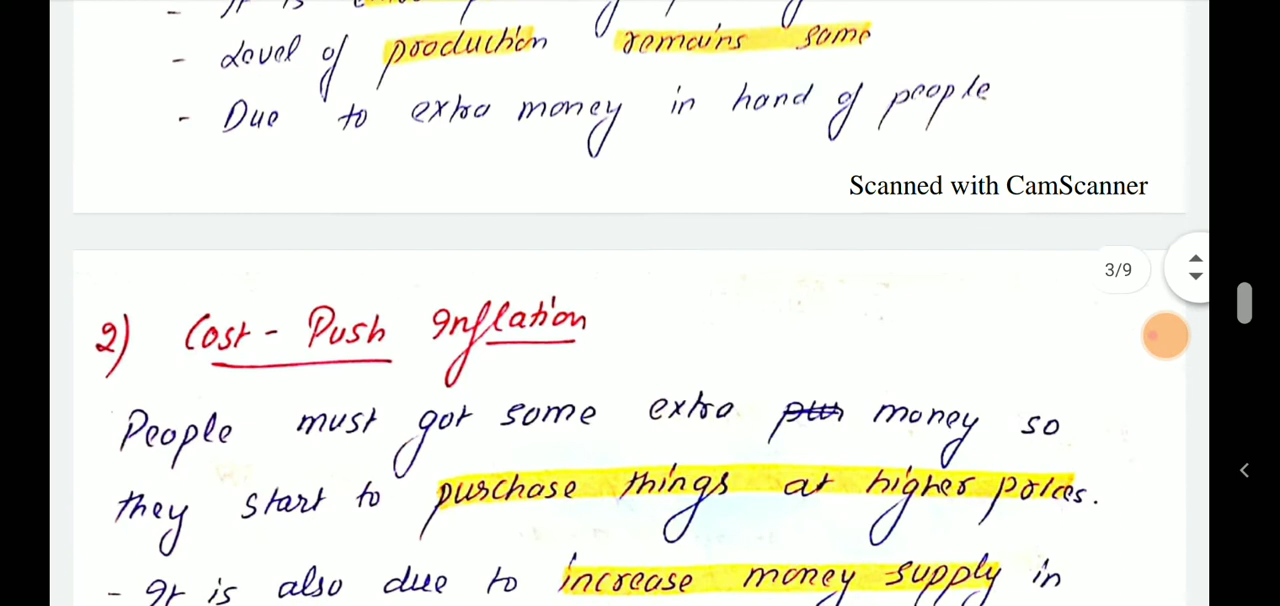 - It is
- Level of production remains same
- Due to extra money in hand of people
Scanned with CamScanner
3/9
2) Cost - Push Inflation
People must got some extra money so
they start to purchase things at higher prices.
- It is also due to increase money supply in